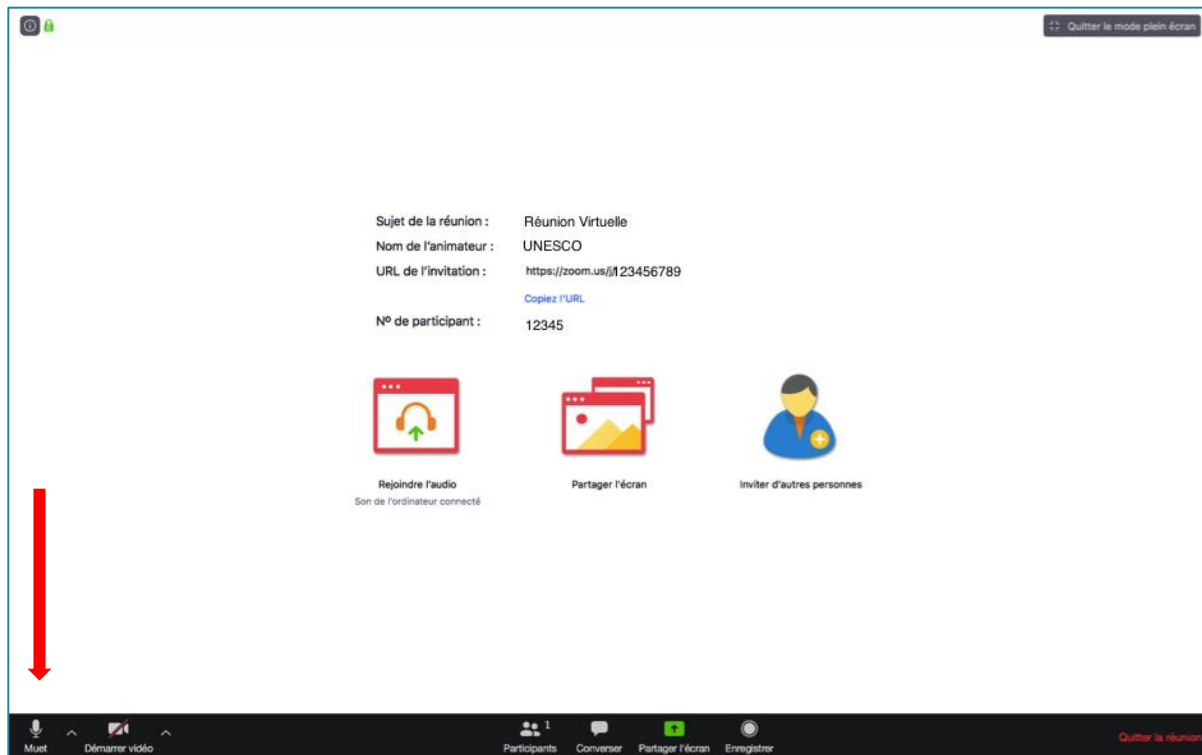 Quitter le mode plein écran
Sujet de la réunion : Réunion Virtuelle
Nom de l'animateur : UNESCO
URL de l'invitation : https://zoom.us/j/123456789
Copiez l'URL
Nº de participant : 12345
Rejoindre l'audio Partager l'écran Inviter d'autres personnes
Son de l'ordinateur connecté
1
Muet Démarrer vidéo Participants Converser Partager l'écran Enregistrer Quitter la réunion